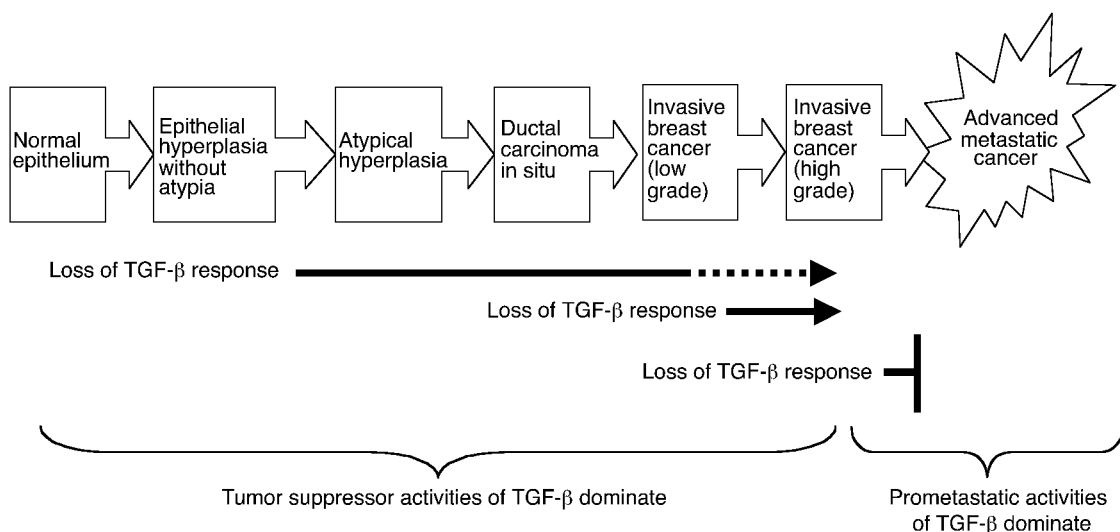 Normal
epithelium
Epithelial
hyperplasia
without
atypia
Atypical
hyperplasia
Ductal
carcinoma
in situ
Invasive
breast
cancer
(low
grade)
Invasive
breast
cancer
(high
grade)
Advanced
metastatic
cancer
Loss of TGF-β response
Loss of TGF-β response
Loss of TGF-β response
Tumor suppressor activities of TGF-β dominate
Prometastatic activities
of TGF-β dominate